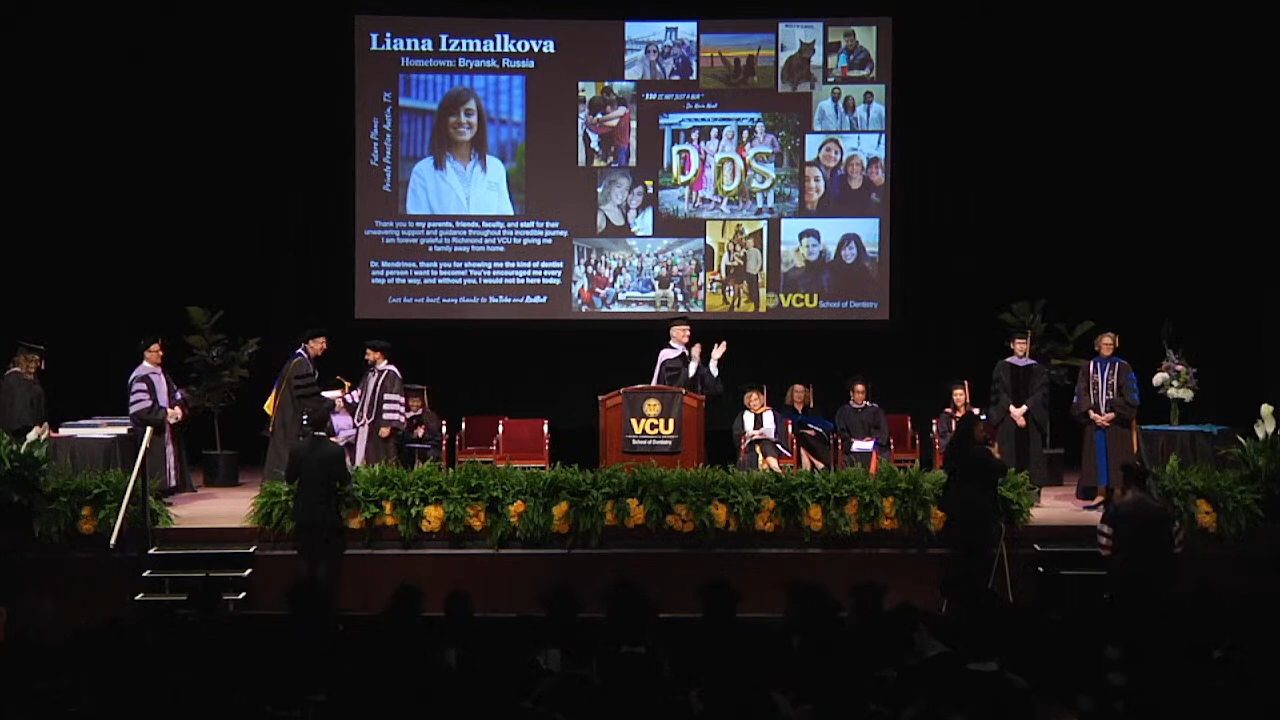 Liana Izmalkova
Hometown: Bryansk, Russia
Future Plans:
Private Practice Austin, TX
Thank you to my parents, friends, faculty, and staff for their
unwavering support and guidance throughout this incredible journey.
I am forever grateful to Richmond and VCU for giving me
a family away from home.
Dr. Mendrinos, thank you for showing me the kind of dentist
and person I want to become! You've encouraged me every
step of the way, and without you, I would not be here today.
Last but not least, many thanks to YouTube and RedBull
IS NOT JUST A
- Dr.
DDS
VCU School of Dentistry
VCU
School of Dentistry